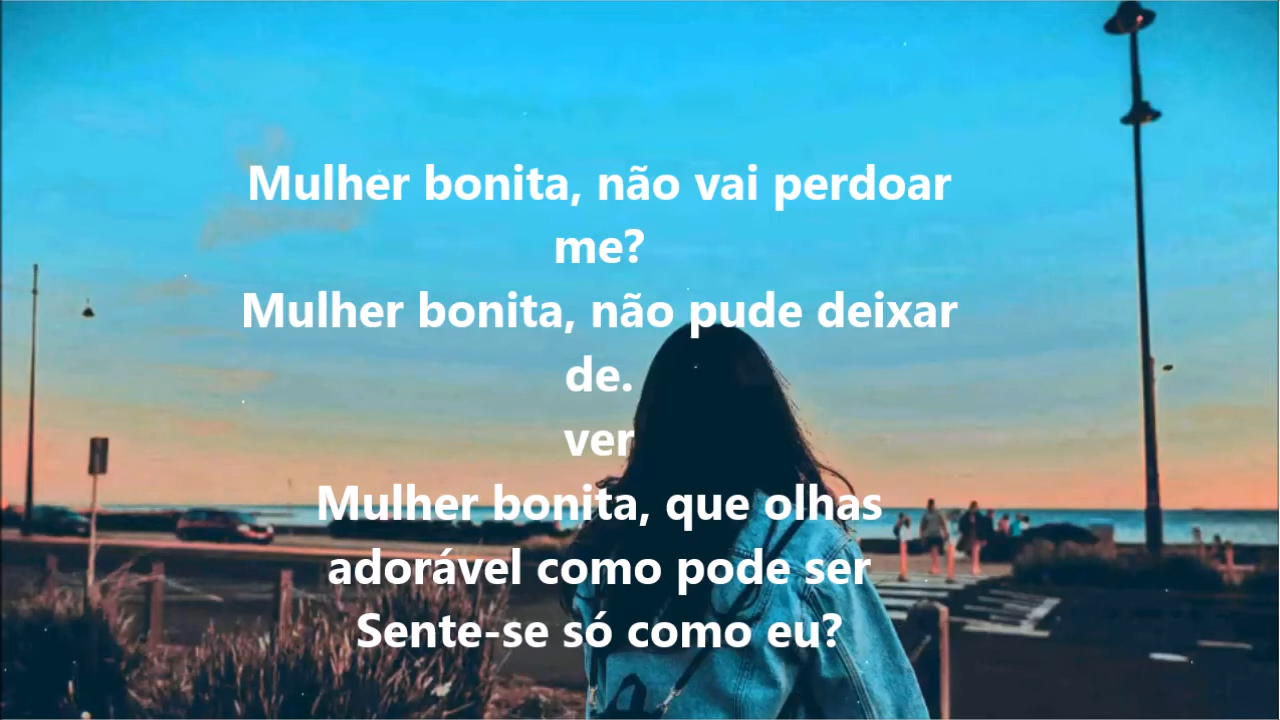 Mulher bonita, não vai perdoar
me?
Mulher bonita, não pude deixar
de.
ver
Mulher bonita, que olhas
adorável como pode ser
Sente-se só como eu?